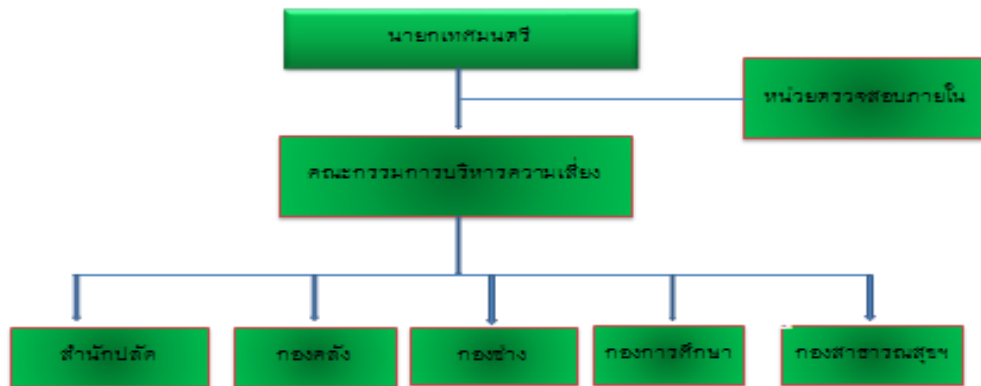 นายกเทศมนตรี
หน่วยตรวจสอบภายใน
คณะกรรมการบริหารความเสี่ยง
สำนักปลัด
กองคลัง
กองช่าง
กองการศึกษา
กองสาธารณสุขฯ